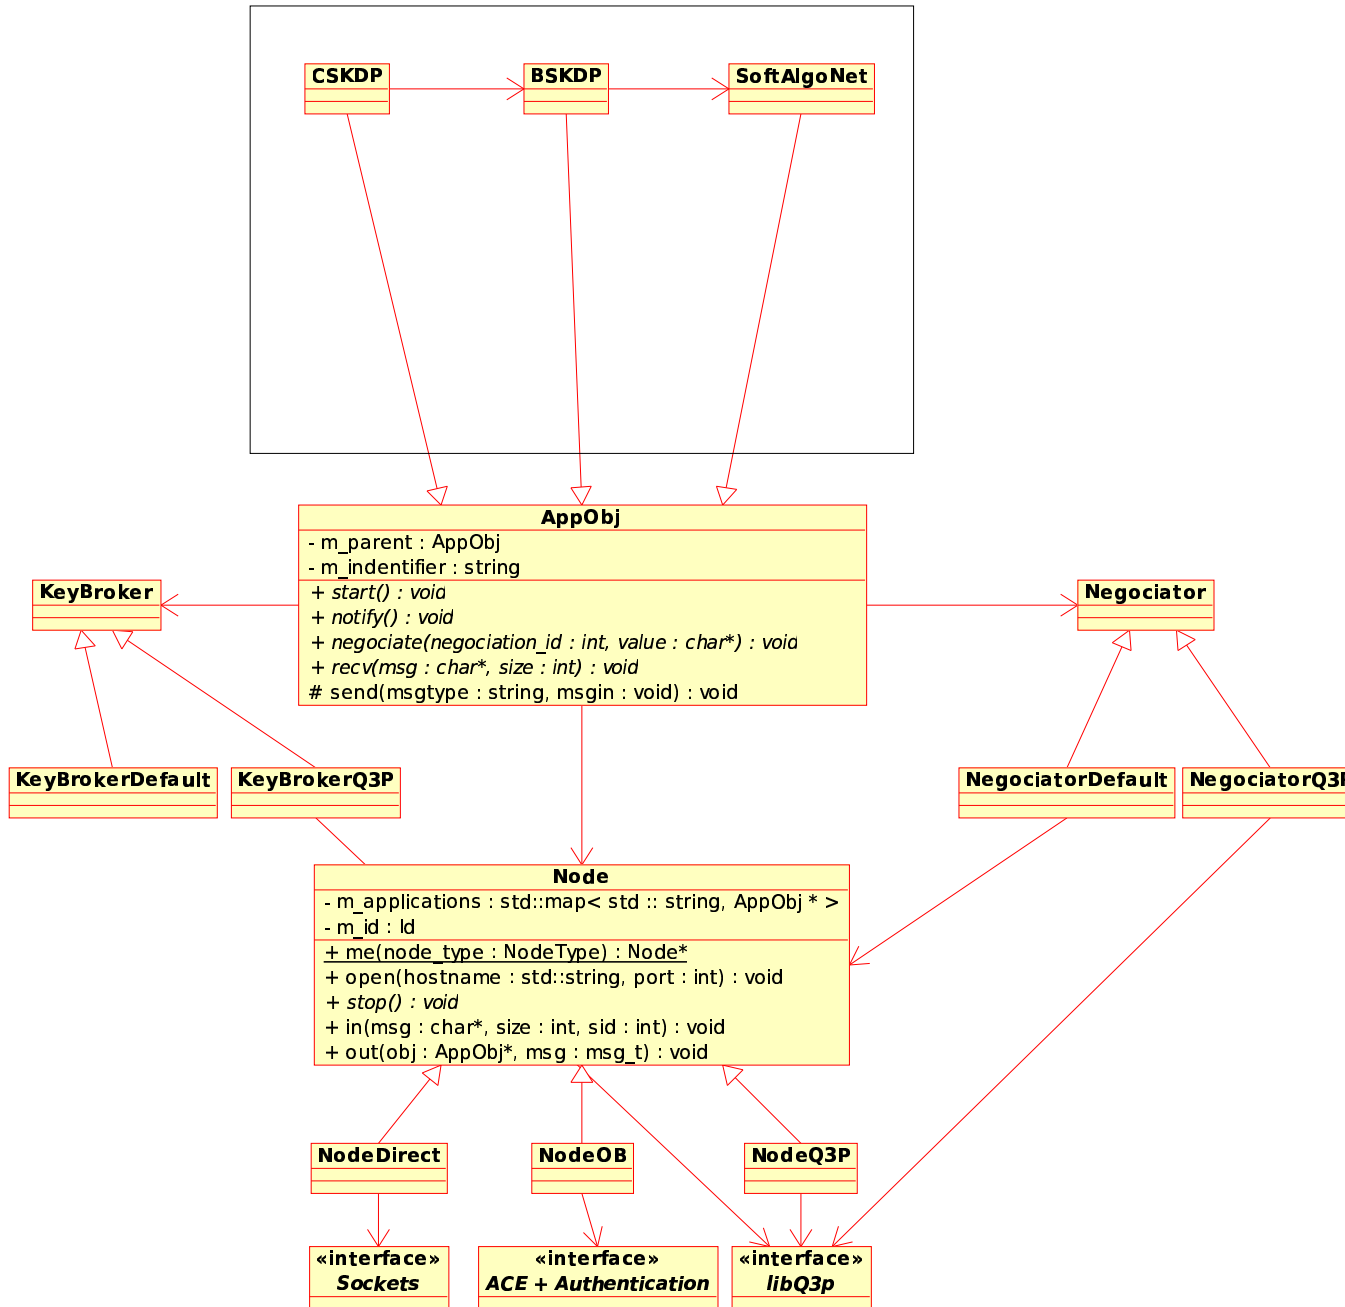 CSKDP
BSKDP
SoftAlgoNet
AppObj
- m_parent : AppObj
- m_indentifier : string
+ start() : void
+ notify() : void
+ negociate(negociation_id : int, value : char*) : void
+ recv(msg : char*, size : int) : void
# send(msgtype : string, msgin : void) : void
KeyBroker
Negociator
KeyBrokerDefault
KeyBrokerQ3P
NegociatorDefault
NegociatorQ3P
Node
- m_applications : std::map< std :: string, AppObj * >
- m_id : Id
+ me(node_type : NodeType) : Node*
+ open(hostname : std::string, port : int) : void
+ stop() : void
+ in(msg : char*, size : int, sid : int) : void
+ out(obj : AppObj*, msg : msg_t) : void
NodeDirect
NodeOB
NodeQ3P
«interface»
Sockets
«interface»
ACE + Authentication
«interface»
libQ3p